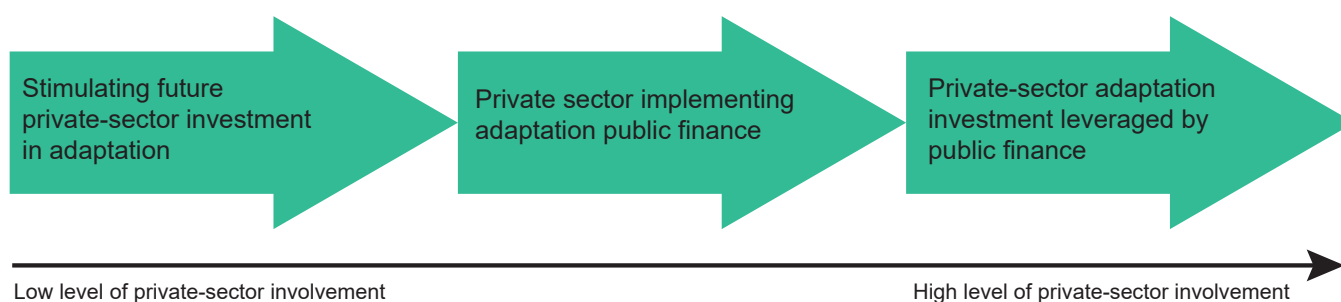 Stimulating future
private-sector investment
in adaptation
Private sector implementing
adaptation public finance
Private-sector adaptation
investment leveraged by
public finance
Low level of private-sector involvement
High level of private-sector involvement